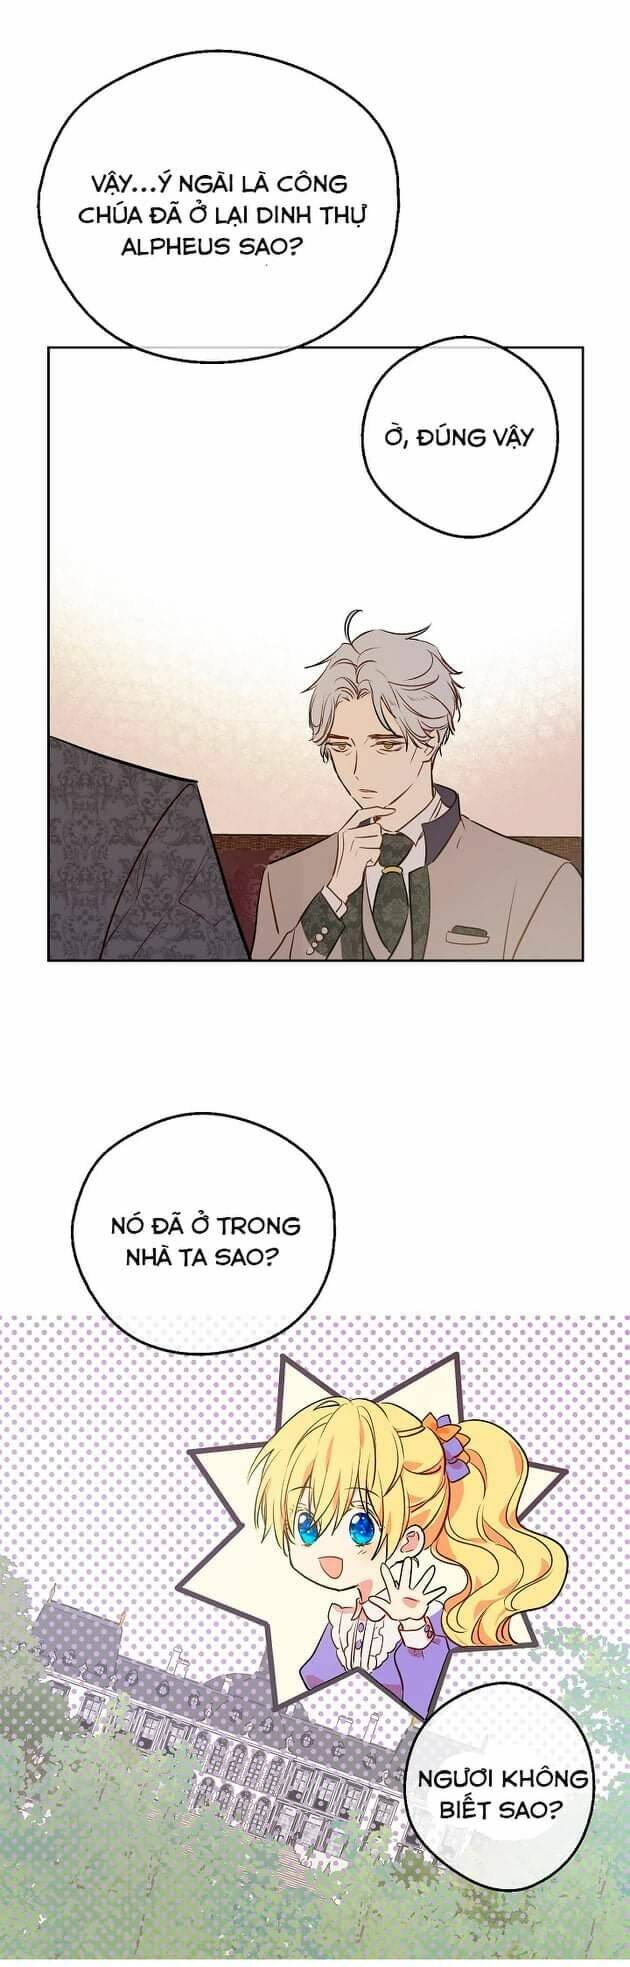 VẬY...Ý NGÀI LÀ CÔNG
CHÚA ĐÃ Ở LẠI DINH THỰ
ALPHEUS SAO?
Ờ, ĐÚNG VẬY
NÓ ĐÃ Ở TRONG
NHÀ TA SAO?
NGƯƠI KHÔNG
BIẾT SAO?